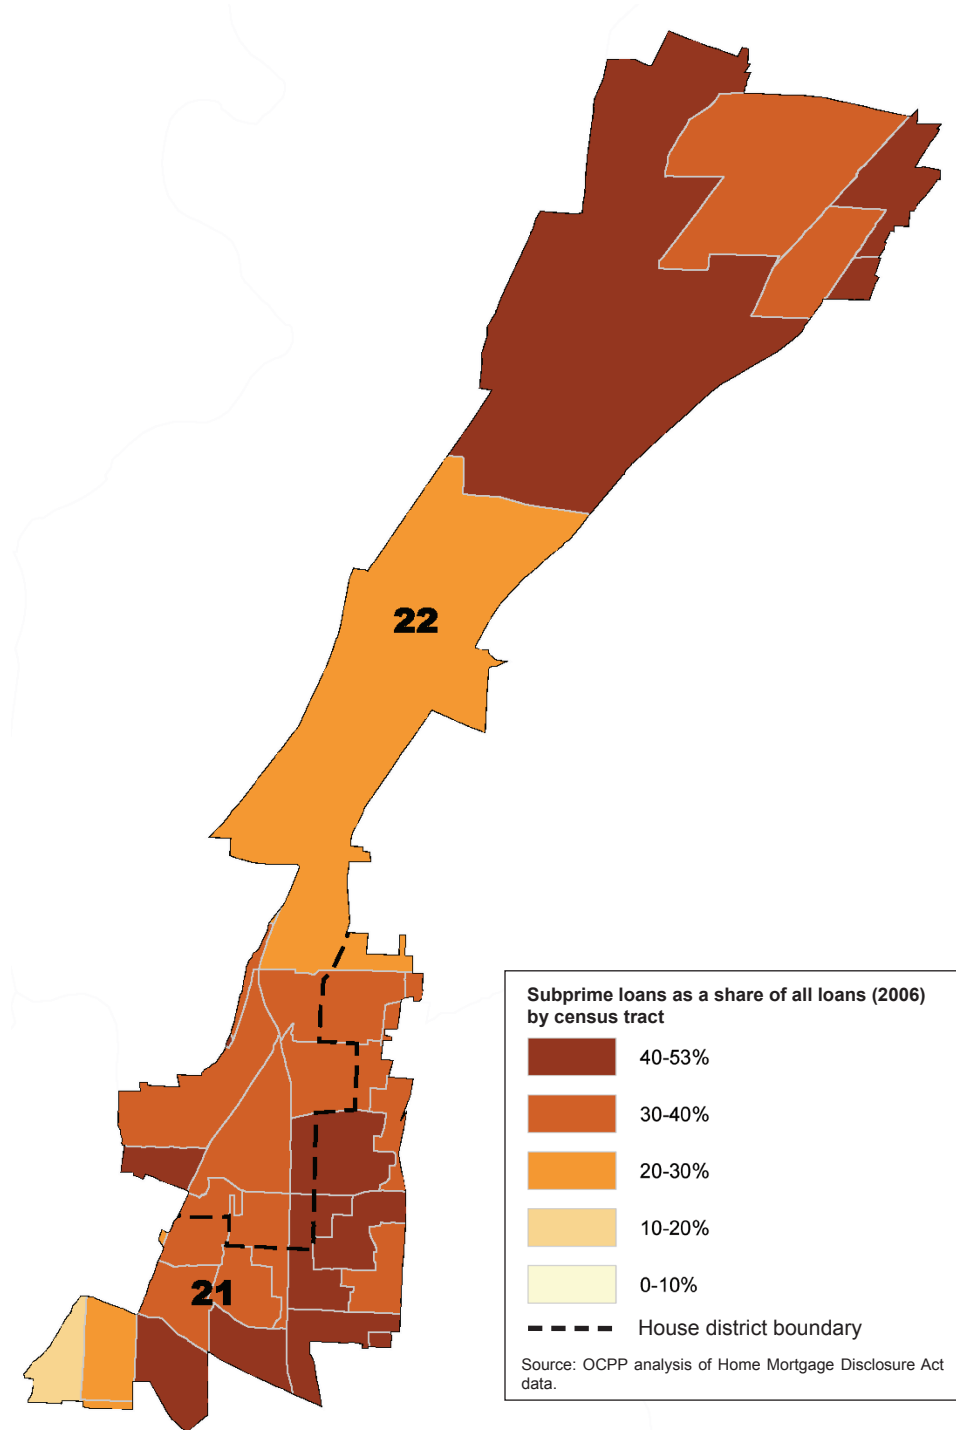 22
21
Subprime loans as a share of all loans (2006)
by census tract
40-53%
30-40%
20-30%
10-20%
0-10%
House district boundary
Source: OCPP analysis of Home Mortgage Disclosure Act
data.